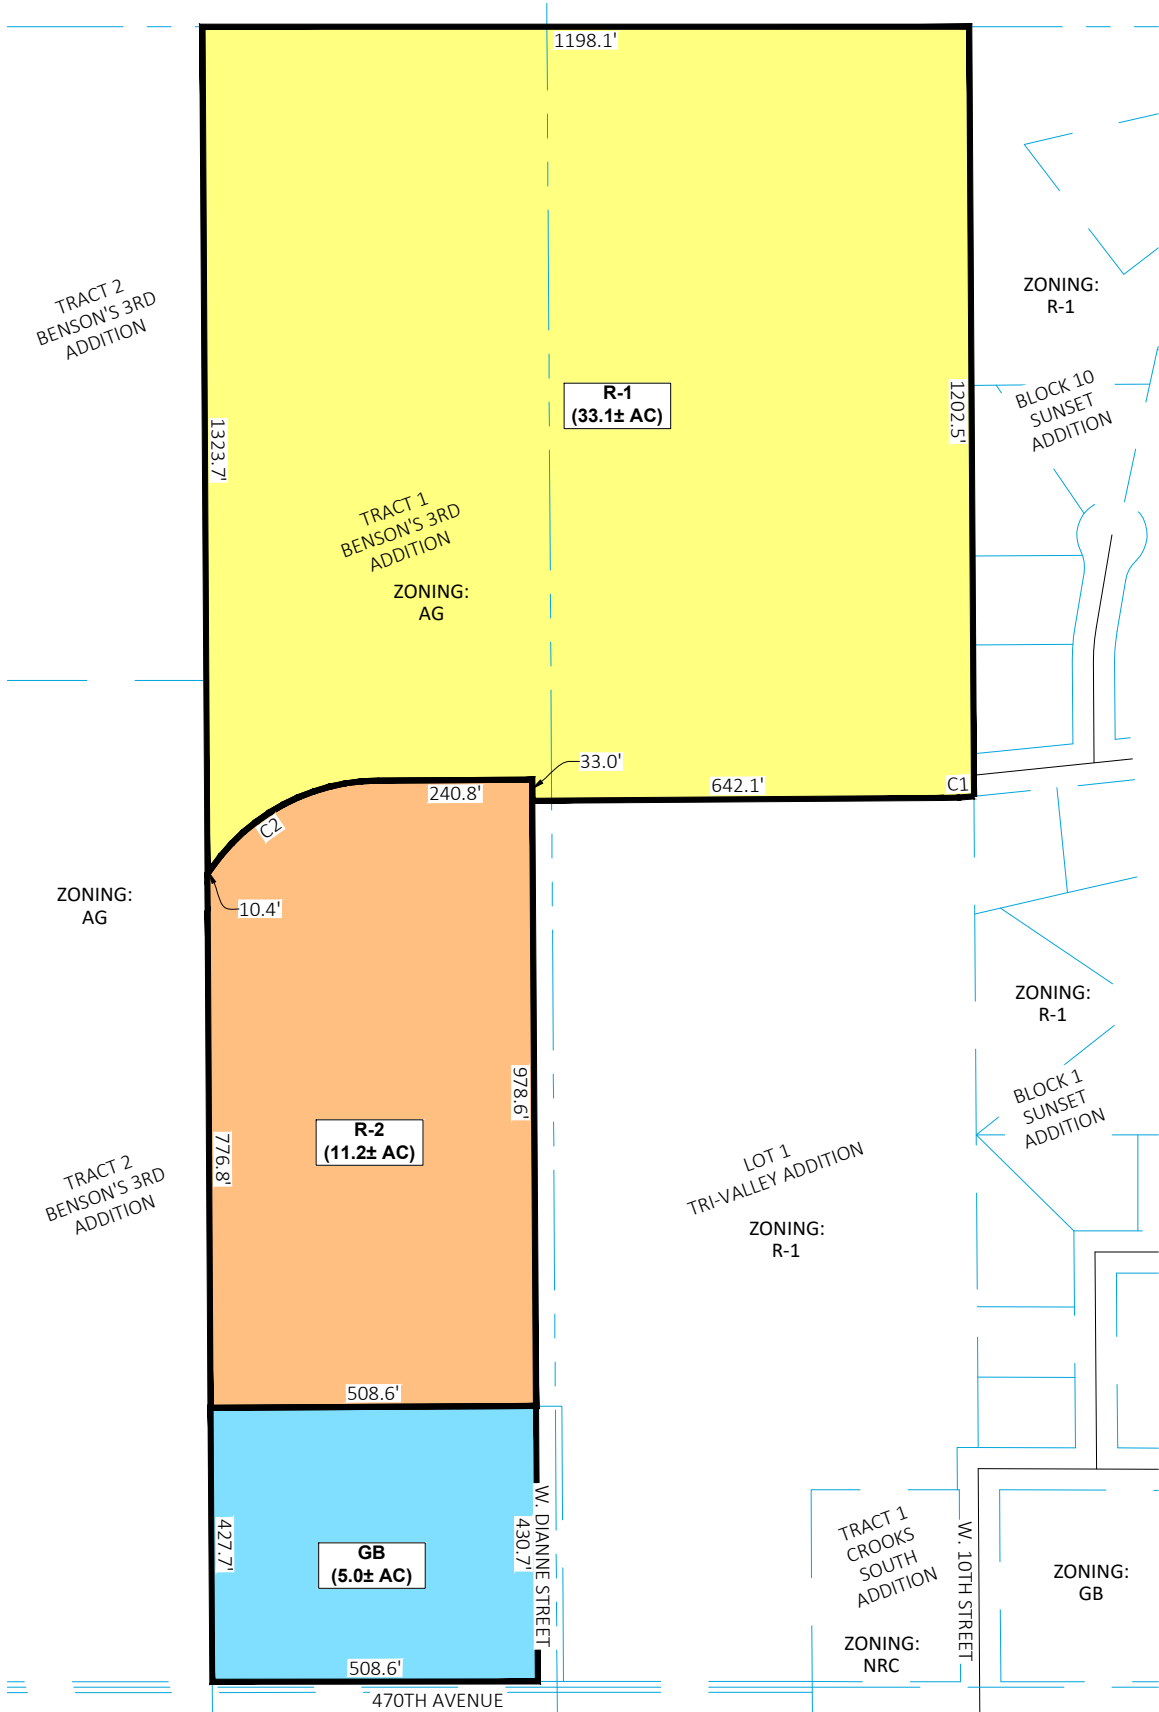 1198.1'
TRACT 2
BENSON'S 3RD
ADDITION
ZONING:
R-1
R-1
(33.1± AC)
1202.5'
BLOCK 10
SUNSET
ADDITION
1323.7'
TRACT 1
BENSON'S 3RD
ADDITION
ZONING:
AG
33.0'
240.8'
642.1'
C1
C2
10.4'
ZONING:
AG
ZONING:
R-1
978.6'
BLOCK 1
SUNSET
ADDITION
R-2
(11.2± AC)
776.8'
TRACT 2
BENSON'S 3RD
ADDITION
LOT 1
TRI-VALLEY ADDITION
ZONING:
R-1
508.6'
427.7'
GB
(5.0± AC)
430.7'
W. DIANNE STREET
TRACT 1
CROOKS
SOUTH
ADDITION
W. 10TH STREET
ZONING:
GB
ZONING:
NRC
508.6'
470TH AVENUE